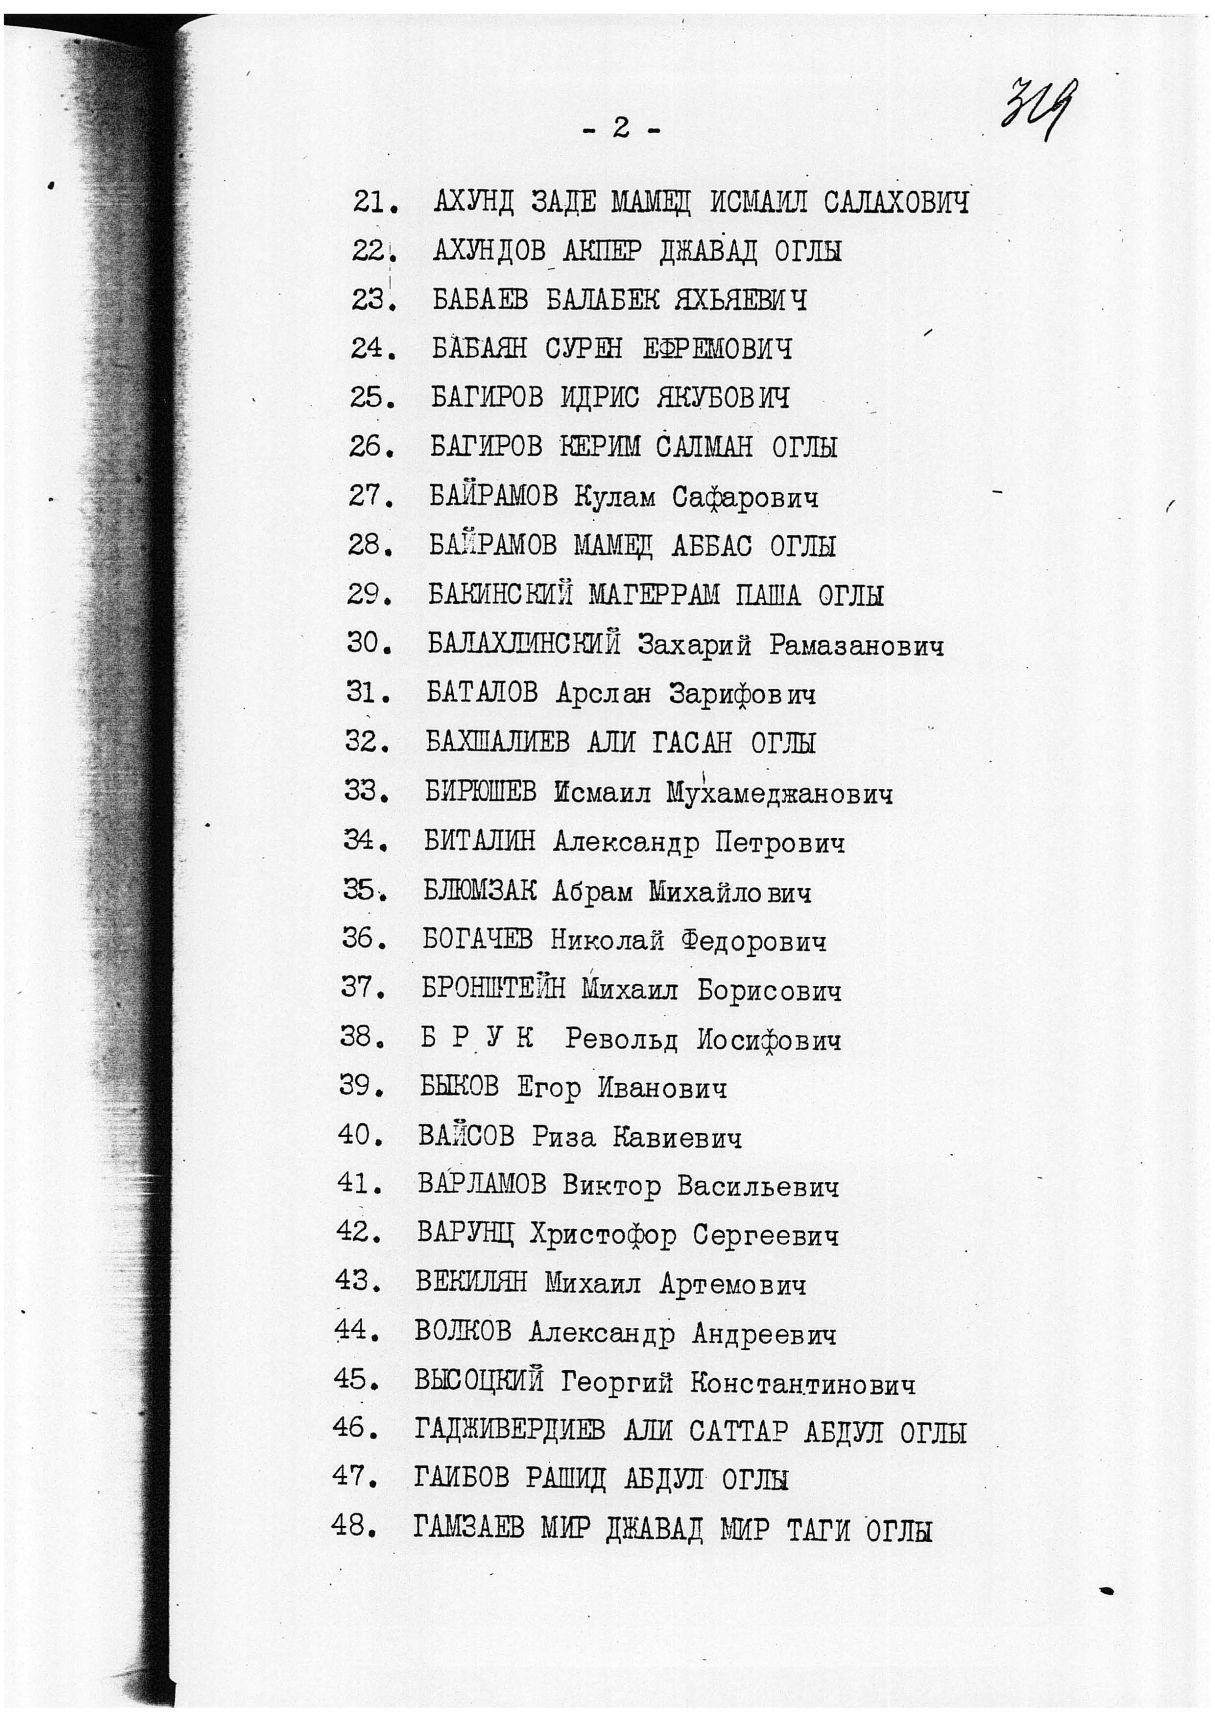 319
- 2 -
21. АХУНД ЗАДЕ МАМЕД ИСМАИЛ САЛАХОВИЧ
22. АХУНДОВ АКПЕР ДЖАВАД ОГЛЫ
23. БАБАЕВ БАЛАБЕК ЯХЬЯЕВИЧ
24. БАБАЯН СУРЕН ЕФРЕМОВИЧ
25. БАГИРОВ ИДРИС ЯКУБОВИЧ
26. БАГИРОВ КЕРИМ САЛМАН ОГЛЫ
27. БАЙРАМОВ Кулам Сафарович
28. БАЙРАМОВ МАМЕД АББАС ОГЛЫ
29. БАКИНСКИЙ МАГЕРРАМ ПАША ОГЛЫ
30. БАЛАХЛИНСКИЙ Захарий Рамазанович
31. БАТАЛОВ Арслан Зарифович
32. БАХШАЛИЕВ АЛИ ГАСАН ОГЛЫ
33. БИРЮШЕВ Исмаил Мухамеджанович
34. БИТАЛИН Александр Петрович
35. БЛЮМЗАК Абрам Михайлович
36. БОГАЧЕВ Николай Федорович
37. БРОНШТЕЙН Михаил Борисович
38. Б Р У К Револьд Иосифович
39. БЫКОВ Егор Иванович
40. ВАЙСОВ Риза Кавиевич
41. ВАРЛАМОВ Виктор Васильевич
42. ВАРУНЦ Христофор Сергеевич
43. ВЕКИЛЯН Михаил Артемович
44. ВОЛКОВ Александр Андреевич
45. ВЫСОЦКИЙ Георгий Константинович
46. ГАДЖИВЕРДИЕВ АЛИ САТТАР АБДУЛ ОГЛЫ
47. ГАИБОВ РАШИД АБДУЛ ОГЛЫ
48. ГАМЗАЕВ МИР ДЖАВАД МИР ТАГИ ОГЛЫ